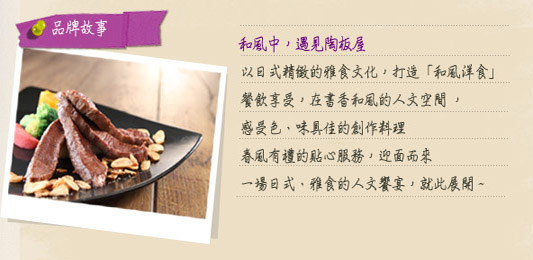 品牌故事
和風中，遇見陶板屋
以日式精緻的雅食文化，打造「和風洋食」
餐飲享受，在書香和風的人文空間，
感受色、味具佳的創作料理
春風有禮的貼心服務，迎面而來
一場日式、雅食的人文饗宴，就此展開~